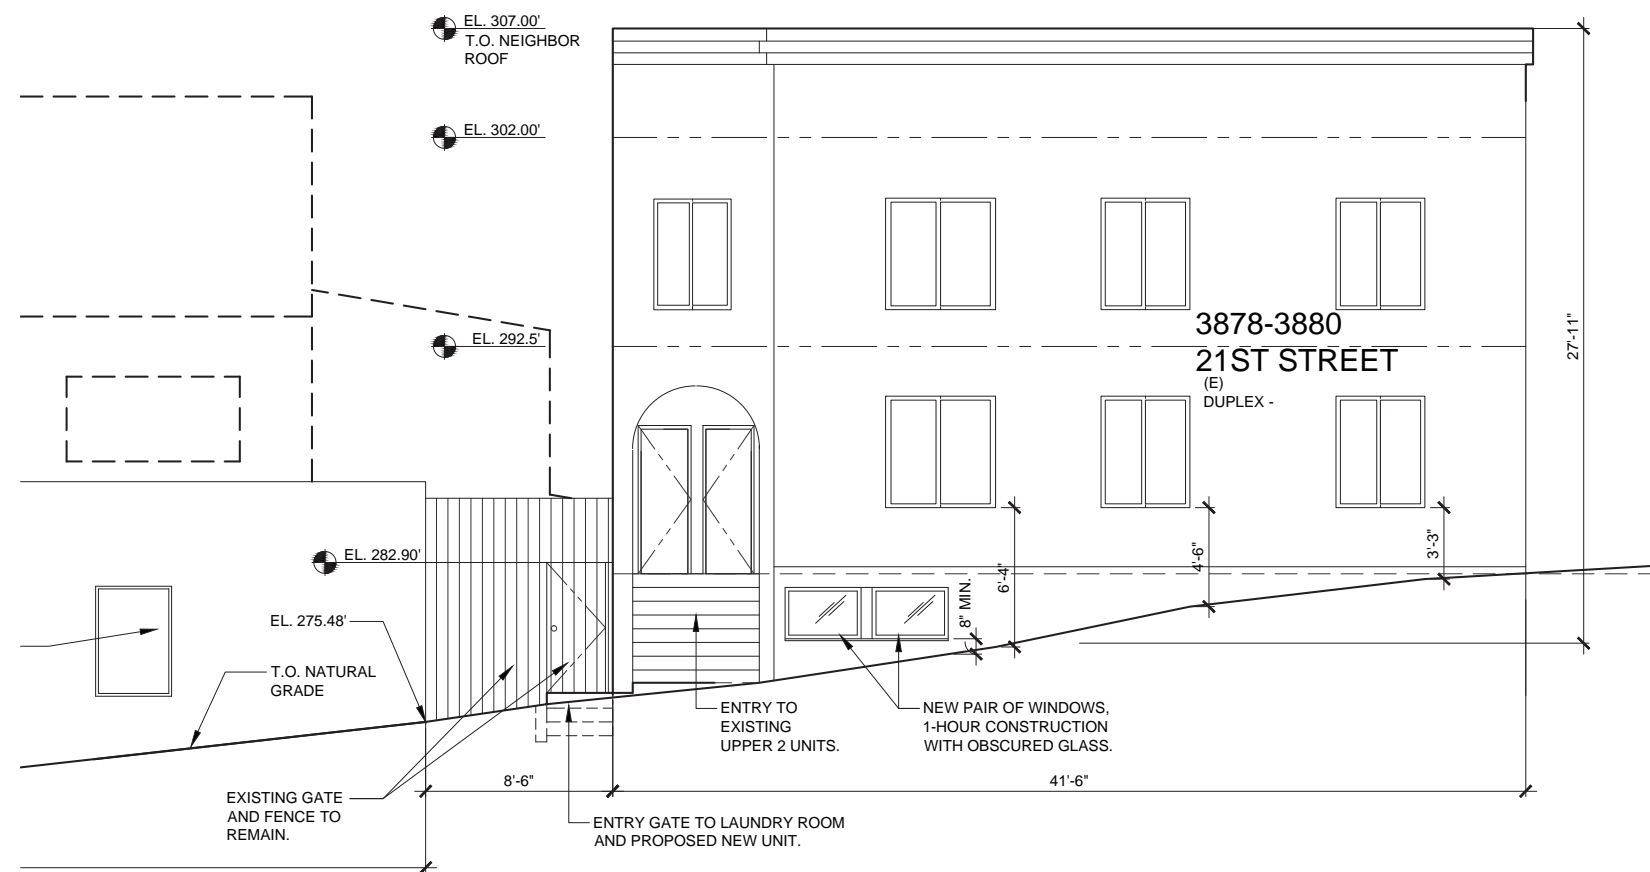 EL. 307.00'
T.O. NEIGHBOR
ROOF
EL. 302.00'
EL. 292.5'
3878-3880
21ST STREET
(E)
DUPLEX -
27'-11"
EL. 282.90'
EL. 275.48'
T.O. NATURAL
GRADE
8" MIN.
6'-4"
4'-6"
3'-3"
ENTRY TO
EXISTING
UPPER 2 UNITS.
NEW PAIR OF WINDOWS,
1-HOUR CONSTRUCTION
WITH OBSCURED GLASS.
8'-6"
41'-6"
EXISTING GATE
AND FENCE TO
REMAIN.
ENTRY GATE TO LAUNDRY ROOM
AND PROPOSED NEW UNIT.